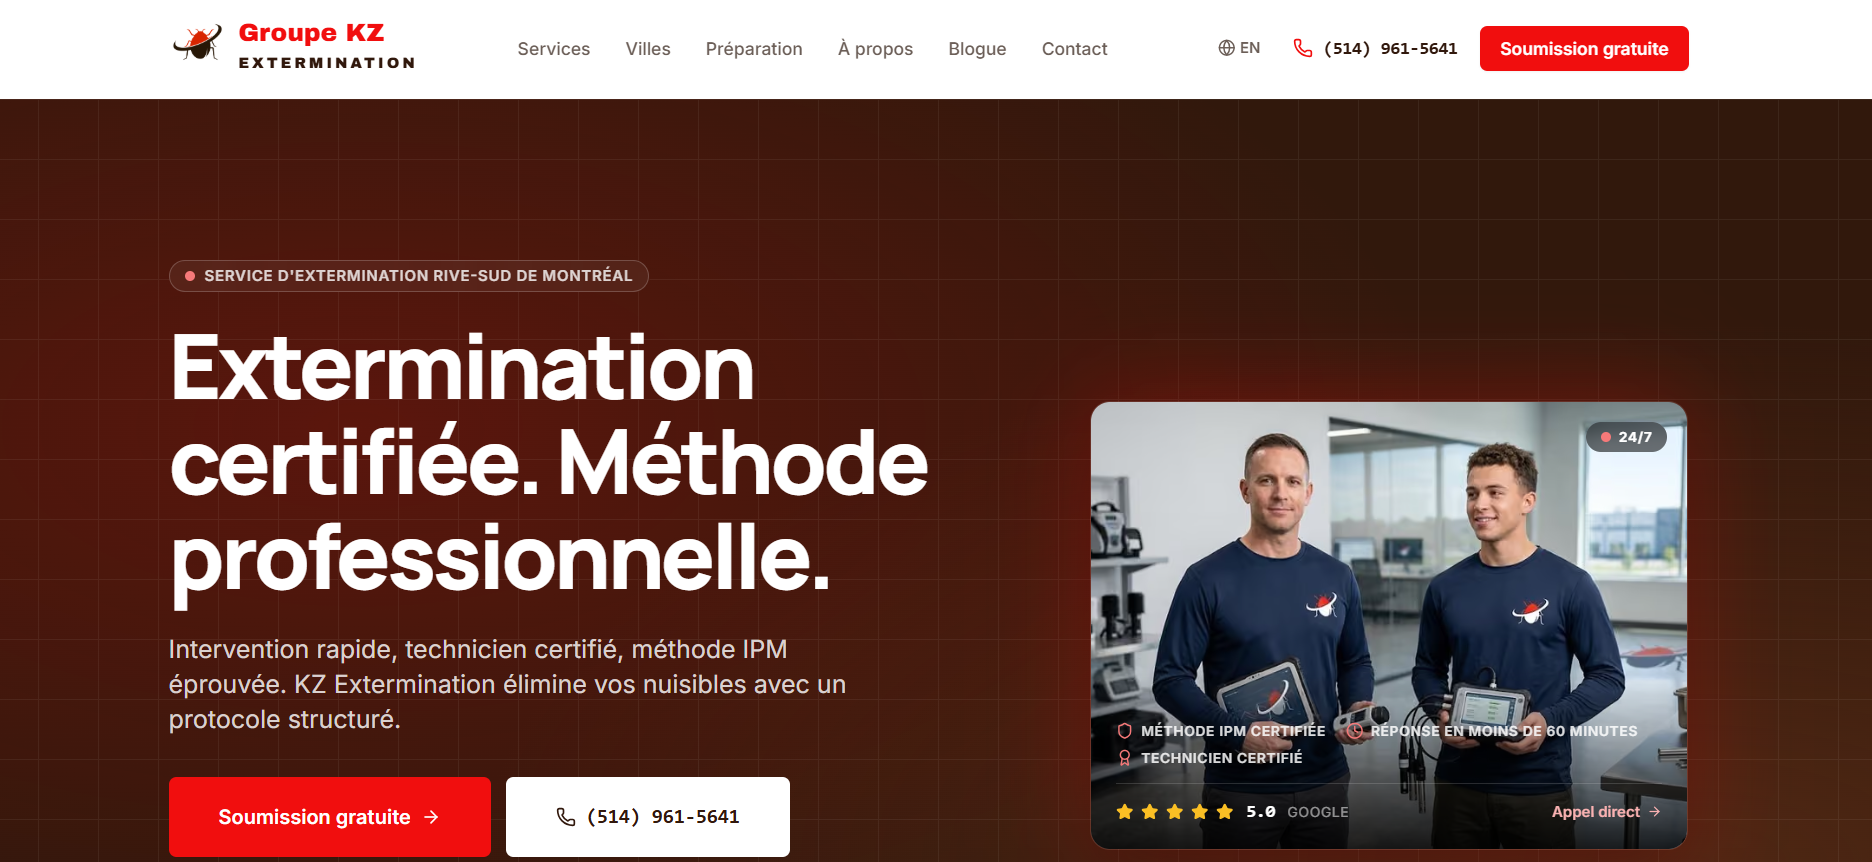 Groupe KZ
EXTERMINATION
Services
Villes
Préparation
À propos
Blogue
Contact
EN
(514) 961-5641
Soumission gratuite
SERVICE D'EXTERMINATION RIVE-SUD DE MONTRÉAL
Extermination
certifiée. Méthode
professionnelle.
Intervention rapide, technicien certifié, méthode IPM
éprouvée. KZ Extermination élimine vos nuisibles avec un
protocole structuré.
Soumission gratuite
(514) 961-5641
24/7
MÉTHODE IPM CERTIFIÉE
RÉPONSE EN MOINS DE 60 MINUTES
TECHNICIEN CERTIFIÉ
5.0 GOOGLE
Appel direct